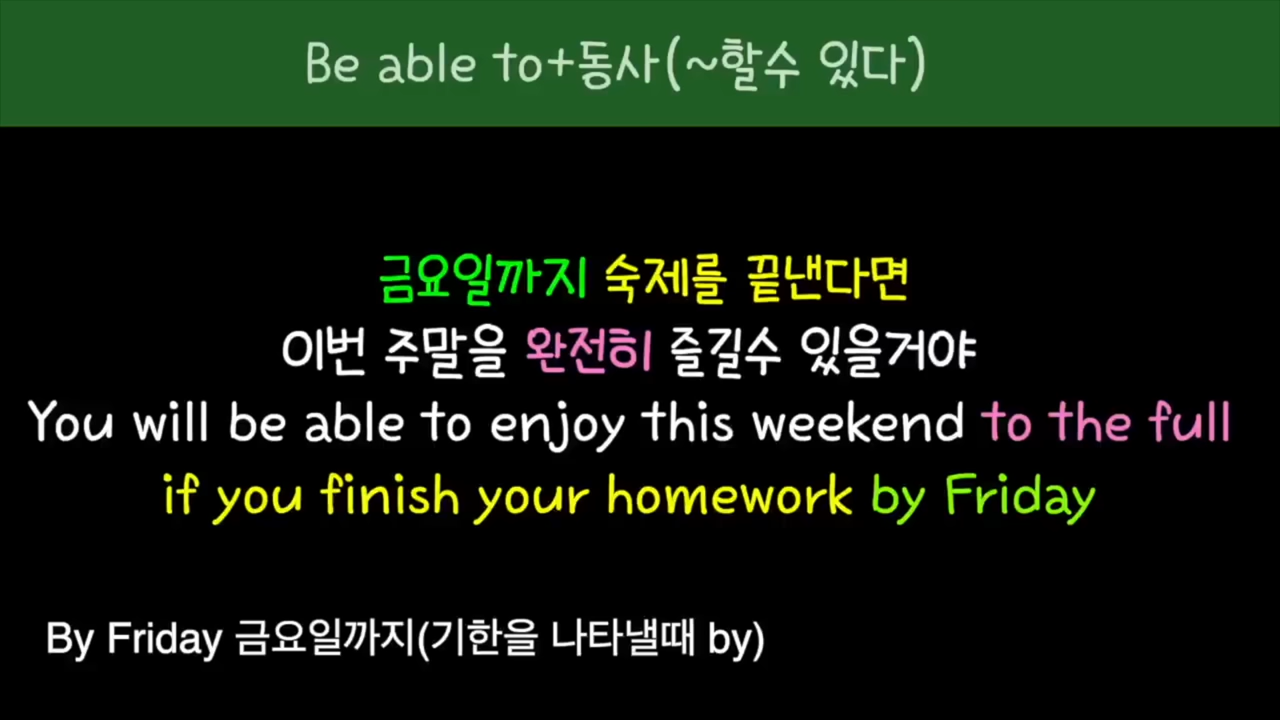 Be able to+동사(~할수 있다)
금요일까지 숙제를 끝낸다면
이번 주말을 완전히 즐길수 있을거야
You will be able to enjoy this weekend to the full
if you finish your homework by Friday
By Friday 금요일까지(기한을 나타낼때 by)